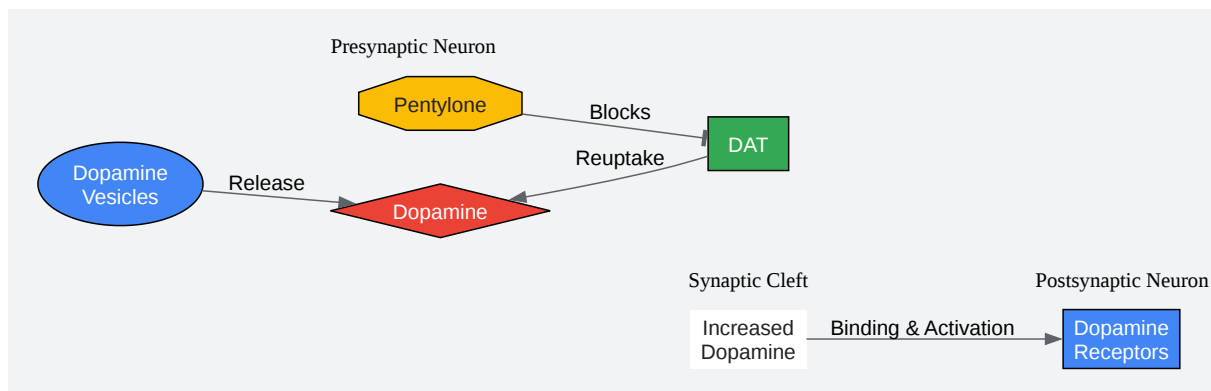 Presynaptic Neuron
Pentylone
Blocks
DAT
Reuptake
Dopamine
Vesicles
Release
Dopamine
Synaptic Cleft
Postsynaptic Neuron
Increased
Dopamine
Binding & Activation
Dopamine
Receptors